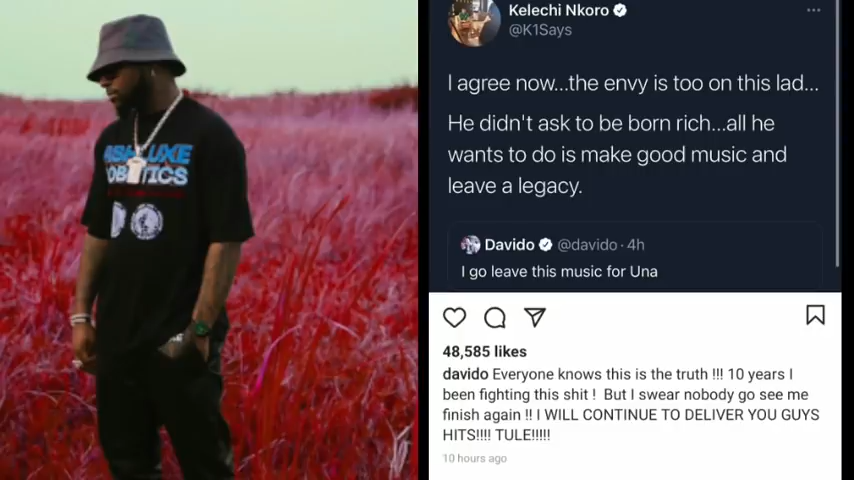 UXE
OBOTICS
Kelechi Nkoro
@K1Says
I agree now...the envy is too on this lad...
He didn't ask to be born rich...all he
wants to do is make good music and
leave a legacy.
Davido @davido · 4h
I go leave this music for Una
48,585 likes
davido Everyone knows this is the truth !!! 10 years I
been fighting this shit ! But I swear nobody go see me
finish again !! I WILL CONTINUE TO DELIVER YOU GUYS
HITS!!!! TULE!!!!!
10 hours ago